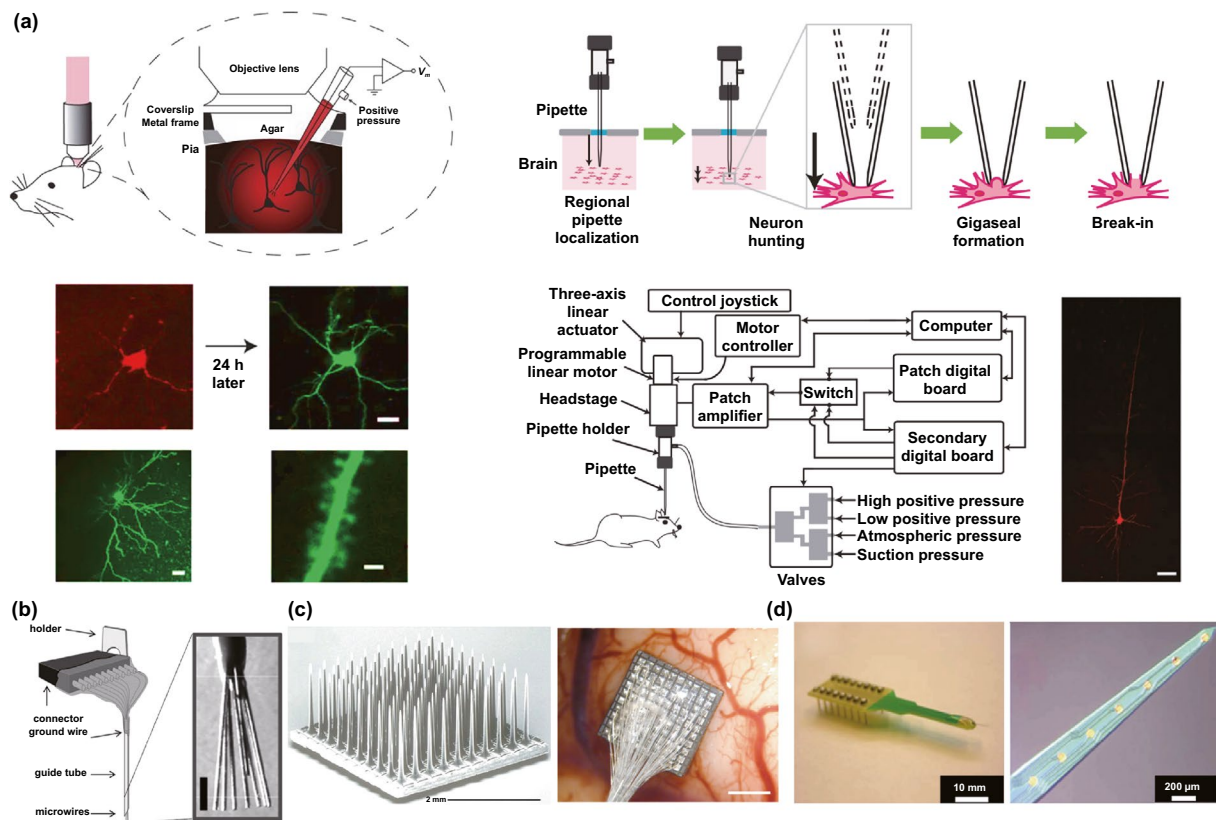 (a)
Objective lens
Vm
Coverslip
Metal frame
Positive
pressure
Agar
Pia
Pipette
Brain
Regional
pipette
localization
Neuron
hunting
Gigaseal
formation
Break-in
24 h
later
Three-axis
linear
actuator
Control joystick
Motor
controller
Computer
Programmable
linear motor
Patch digital
board
Headstage
Patch
amplifier
Switch
Pipette holder
Secondary
digital board
Pipette
High positive pressure
Low positive pressure
Atmospheric pressure
Suction pressure
Valves
(b)
holder
connector
ground wire
guide tube
microwires
(c)
2 mm
(d)
10 mm
200 µm